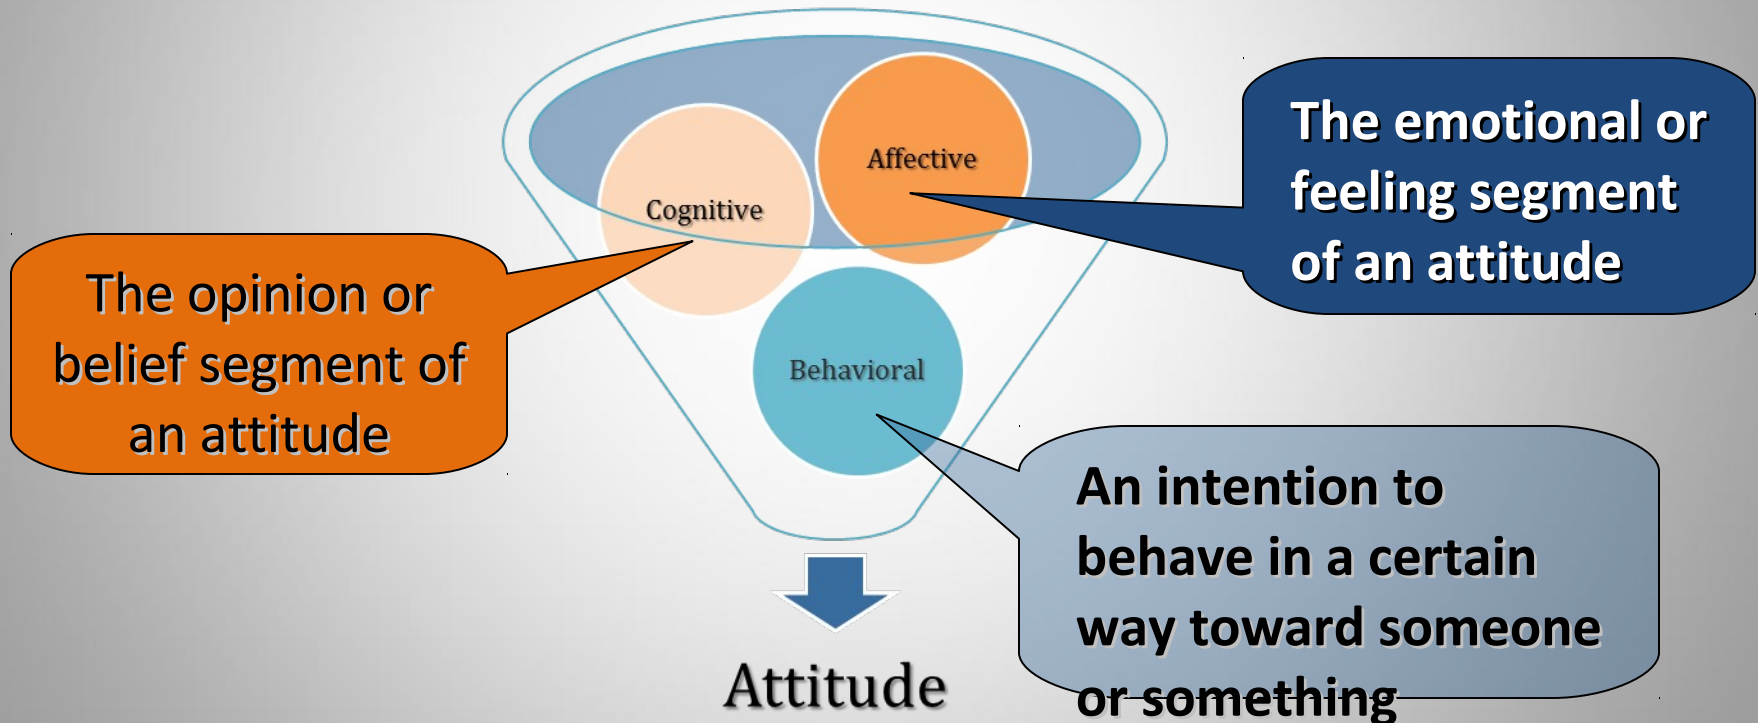 Affective
Cognitive
Behavioral
The opinion or
belief segment of
an attitude
The emotional or
feeling segment
of an attitude
An intention to
behave in a certain
way toward someone
or something
Attitude